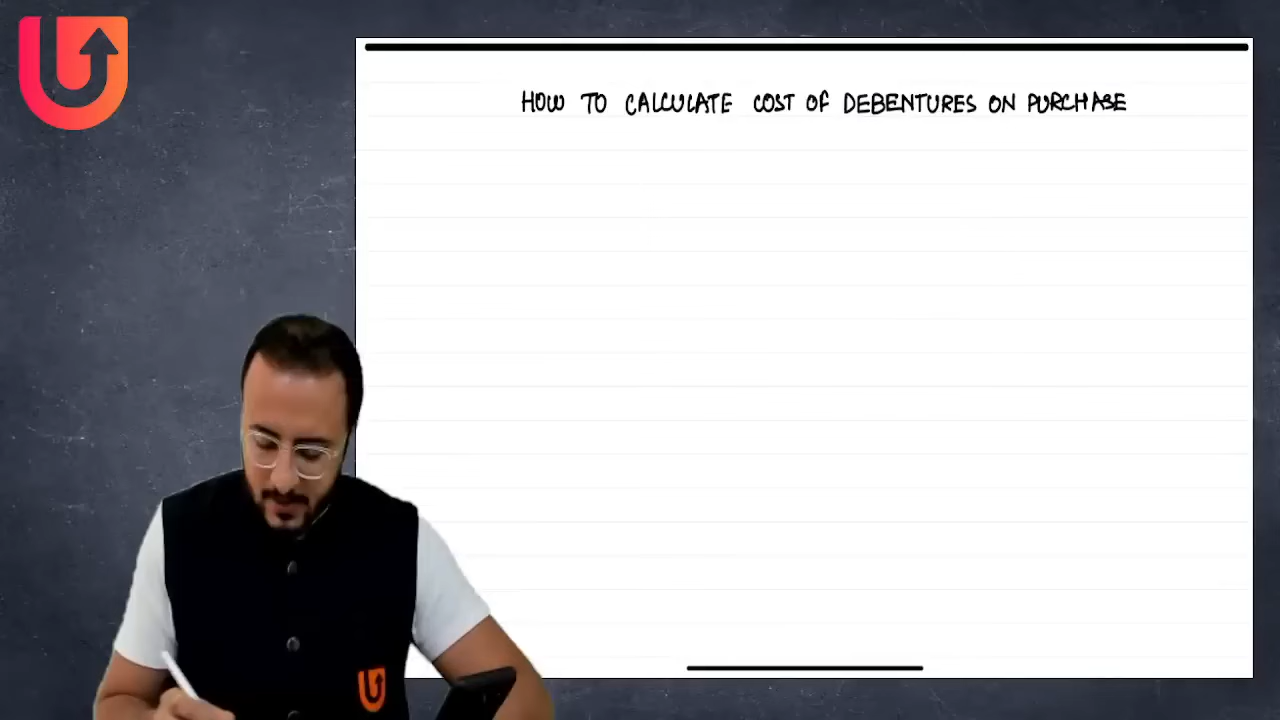 HOW TO CALCULATE COST OF DEBENTURES ON PURCHASE